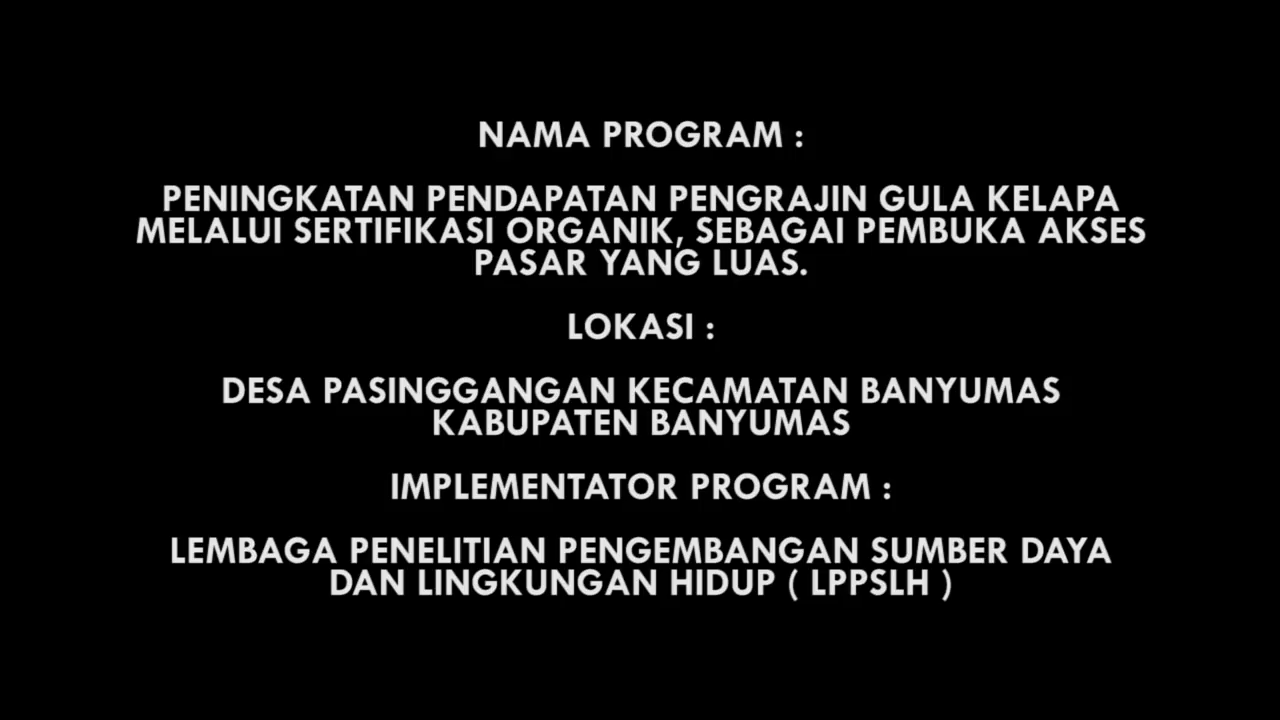 NAMA PROGRAM :
PENINGKATAN PENDAPATAN PENGRAJIN GULA KELAPA
MELALUI SERTIFIKASI ORGANIK, SEBAGAI PEMBUKA AKSES
PASAR YANG LUAS.
LOKASI :
DESA PASINGGANGAN KECAMATAN BANYUMAS
KABUPATEN BANYUMAS
IMPLEMENTATOR PROGRAM :
LEMBAGA PENELITIAN PENGEMBANGAN SUMBER DAYA
DAN LINGKUNGAN HIDUP ( LPPSLH )